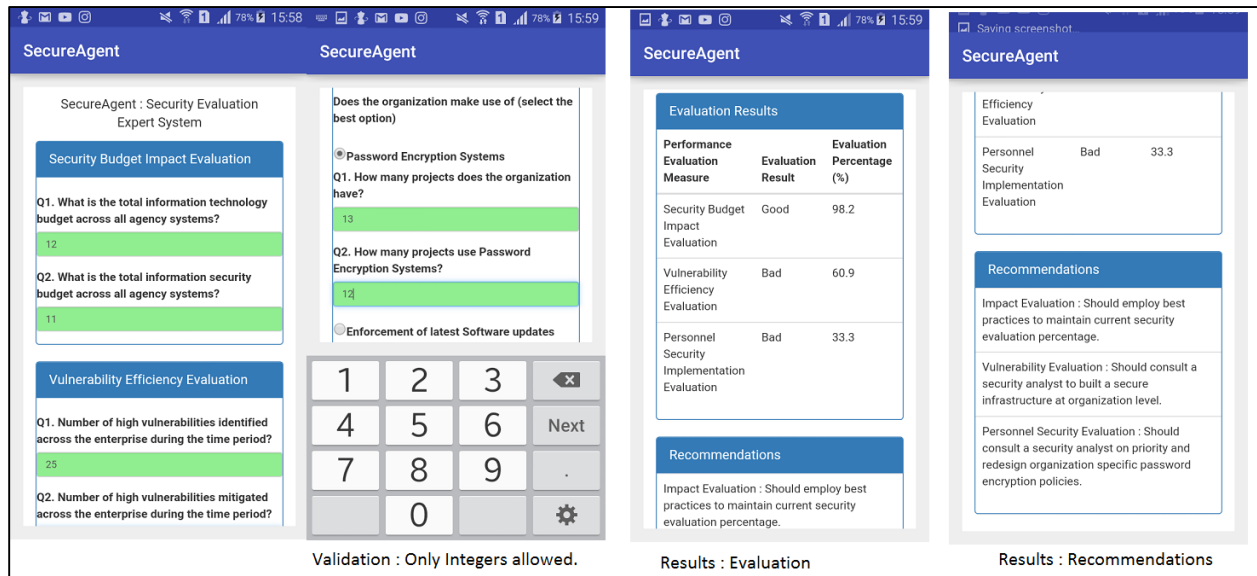 78% 15:58
SecureAgent
SecureAgent : Security Evaluation
Expert System
Security Budget Impact Evaluation
Q1. What is the total information technology
budget across all agency systems?
12
Q2. What is the total information security
budget across all agency systems?
11
Vulnerability Efficiency Evaluation
Q1. Number of high vulnerabilities identified
across the enterprise during the time period?
25
Q2. Number of high vulnerabilities mitigated
across the enterprise during the time period?
78% 15:59
SecureAgent
Does the organization make use of (select the
best option)
Password Encryption Systems
Q1. How many projects does the organization
have?
13
Q2. How many projects use Password
Encryption Systems?
12
Enforcement of latest Software updates
1 2 3
4 5 6 Next
7 8 9 .
0
Validation : Only Integers allowed.
78% 15:59
SecureAgent
Evaluation Results
Performance
Evaluation
Measure
Evaluation
Result
Evaluation
Percentage
(%)
Security Budget
Impact
Evaluation
Good
98.2
Vulnerability
Efficiency
Evaluation
Bad
60.9
Personnel
Security
Implementation
Evaluation
Bad
33.3
Recommendations
Impact Evaluation : Should employ best
practices to maintain current security
evaluation percentage.
Results : Evaluation
Saving screenshot...
SecureAgent
Efficiency
Evaluation
Personnel
Security
Implementation
Evaluation
Bad
33.3
Recommendations
Impact Evaluation : Should employ best
practices to maintain current security
evaluation percentage.
Vulnerability Evaluation : Should consult a
security analyst to built a secure
infrastructure at organization level.
Personnel Security Evaluation : Should
consult a security analyst on priority and
redesign organization specific password
encryption policies.
Results : Recommendations